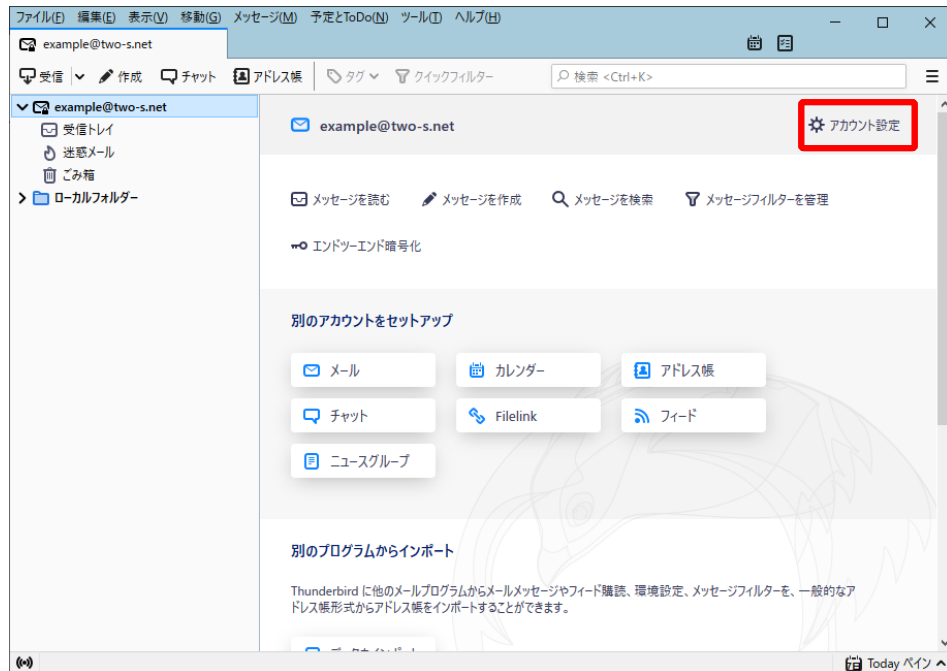 ファイル(F) 編集(E) 表示(V) 移動(G) メッセージ(M) 予定とToDo(N) ツール(T) ヘルプ(H)
example@two-s.net
受信 作成 チャット アドレス帳 タグ クイックフィルター 検索 <Ctrl+K>
example@two-s.net
受信トレイ
迷惑メール
ごみ箱
ローカルフォルダー
example@two-s.net アカウント設定
メッセージを読む メッセージを作成 メッセージを検索 メッセージフィルターを管理
エンドツーエンド暗号化
別のアカウントをセットアップ
メール カレンダー アドレス帳
チャット Filelink フィード
ニュースグループ
別のプログラムからインポート
Thunderbird に他のメールプログラムからメールメッセージやフィード購読、環境設定、メッセージフィルターを、一般的なア
ドレス帳形式からアドレス帳をインポートすることができます。
Today ペイン